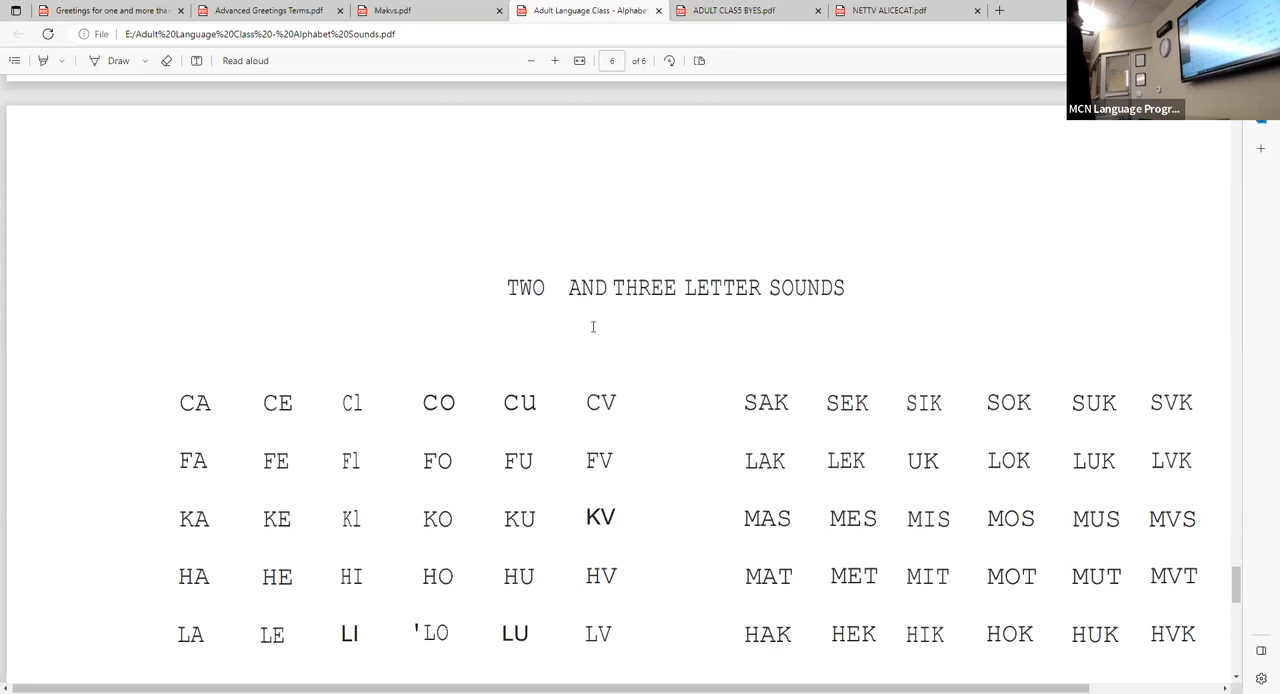 Greetings for one and more than
Advanced Greetings Terms.pdf
Makvs.pdf
Adult Language Class - Alphabet
ADULT CLAS5 BYES.pdf
NETTV ALICECAT.pdf
File E:/Adult%20Language%20Class%20-%20Alphabet%20Sounds.pdf
Draw Read aloud 6 of 6
MCN Language Progr...
TWO AND THREE LETTER SOUNDS
CA CE Cl CO CU CV SAK SEK SIK SOK SUK SVK
FA FE Fl FO FU FV LAK LEK UK LOK LUK LVK
KA KE Kl KO KU KV MAS MES MIS MOS MUS MVS
HA HE HI HO HU HV MAT MET MIT MOT MUT MVT
LA LE LI 'LO LU LV HAK HEK HIK HOK HUK HVK